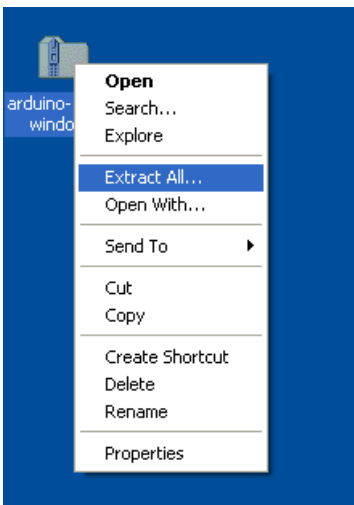 arduino-
windo
Open
Search...
Explore
Extract All...
Open With...
Send To
Cut
Copy
Create Shortcut
Delete
Rename
Properties